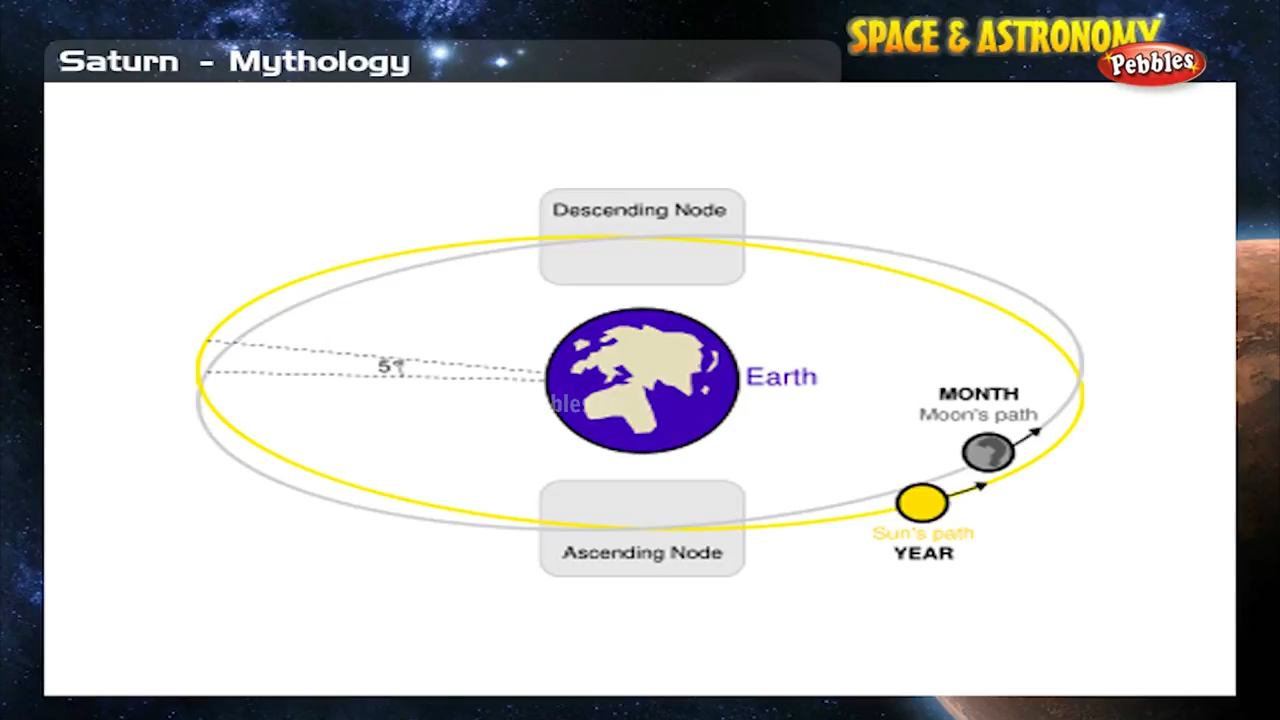 SPACE & ASTRONOMY
Pebbles
Saturn - Mythology
Descending Node
5°
Earth
MONTH
Moon's path
Sun's path
YEAR
Ascending Node